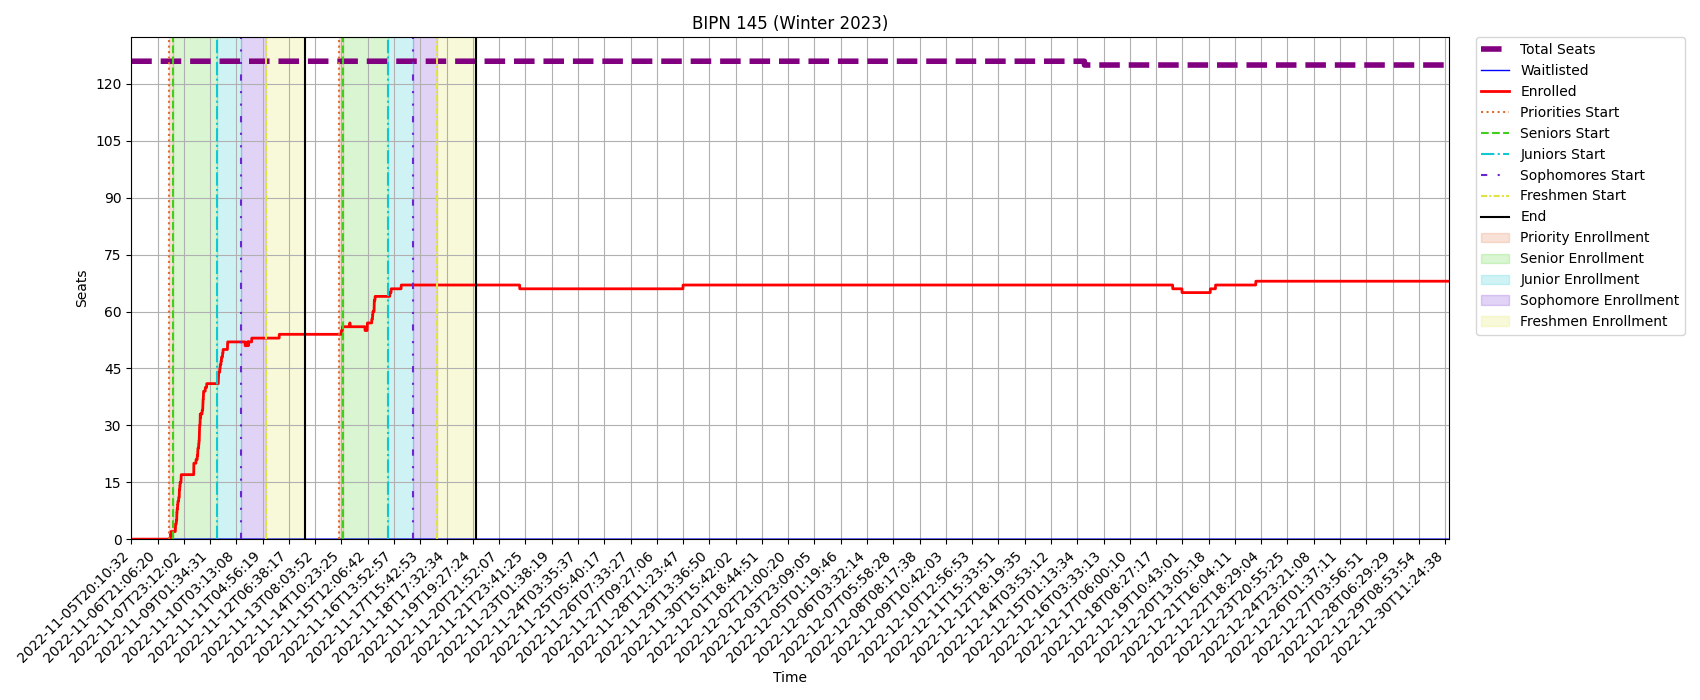 BIPN 145 (Winter 2023)
Seats
120
105
90
75
60
45
30
15
0
2022-11-05T20:10:32
2022-11-06T21:06:20
2022-11-07T23:12:02
2022-11-09T01:34:31
2022-11-10T03:13:08
2022-11-11T04:56:19
2022-11-12T06:38:17
2022-11-13T08:03:52
2022-11-14T10:23:25
2022-11-15T12:06:42
2022-11-16T13:52:57
2022-11-17T15:42:53
2022-11-18T17:32:34
2022-11-19T19:27:24
2022-11-20T21:52:07
2022-11-21T23:41:25
2022-11-23T01:38:19
2022-11-24T03:35:37
2022-11-25T05:40:17
2022-11-26T07:33:27
2022-11-27T09:27:06
2022-11-28T11:23:47
2022-11-29T13:36:50
2022-11-30T15:42:02
2022-12-01T18:44:51
2022-12-02T21:00:20
2022-12-03T23:09:05
2022-12-05T01:19:46
2022-12-06T03:32:14
2022-12-07T05:58:28
2022-12-08T08:17:38
2022-12-09T10:42:03
2022-12-10T12:56:53
2022-12-11T15:33:51
2022-12-12T18:19:35
2022-12-14T03:53:12
2022-12-15T01:13:34
2022-12-16T03:33:13
2022-12-17T06:00:10
2022-12-18T08:27:17
2022-12-19T10:43:01
2022-12-20T13:05:18
2022-12-21T16:04:11
2022-12-22T18:29:04
2022-12-23T20:55:25
2022-12-24T23:21:08
2022-12-26T01:37:11
2022-12-27T03:56:51
2022-12-28T06:29:29
2022-12-29T08:53:54
2022-12-30T11:24:38
Time
Total Seats
Waitlisted
Enrolled
Priorities Start
Seniors Start
Juniors Start
Sophomores Start
Freshmen Start
End
Priority Enrollment
Senior Enrollment
Junior Enrollment
Sophomore Enrollment
Freshmen Enrollment